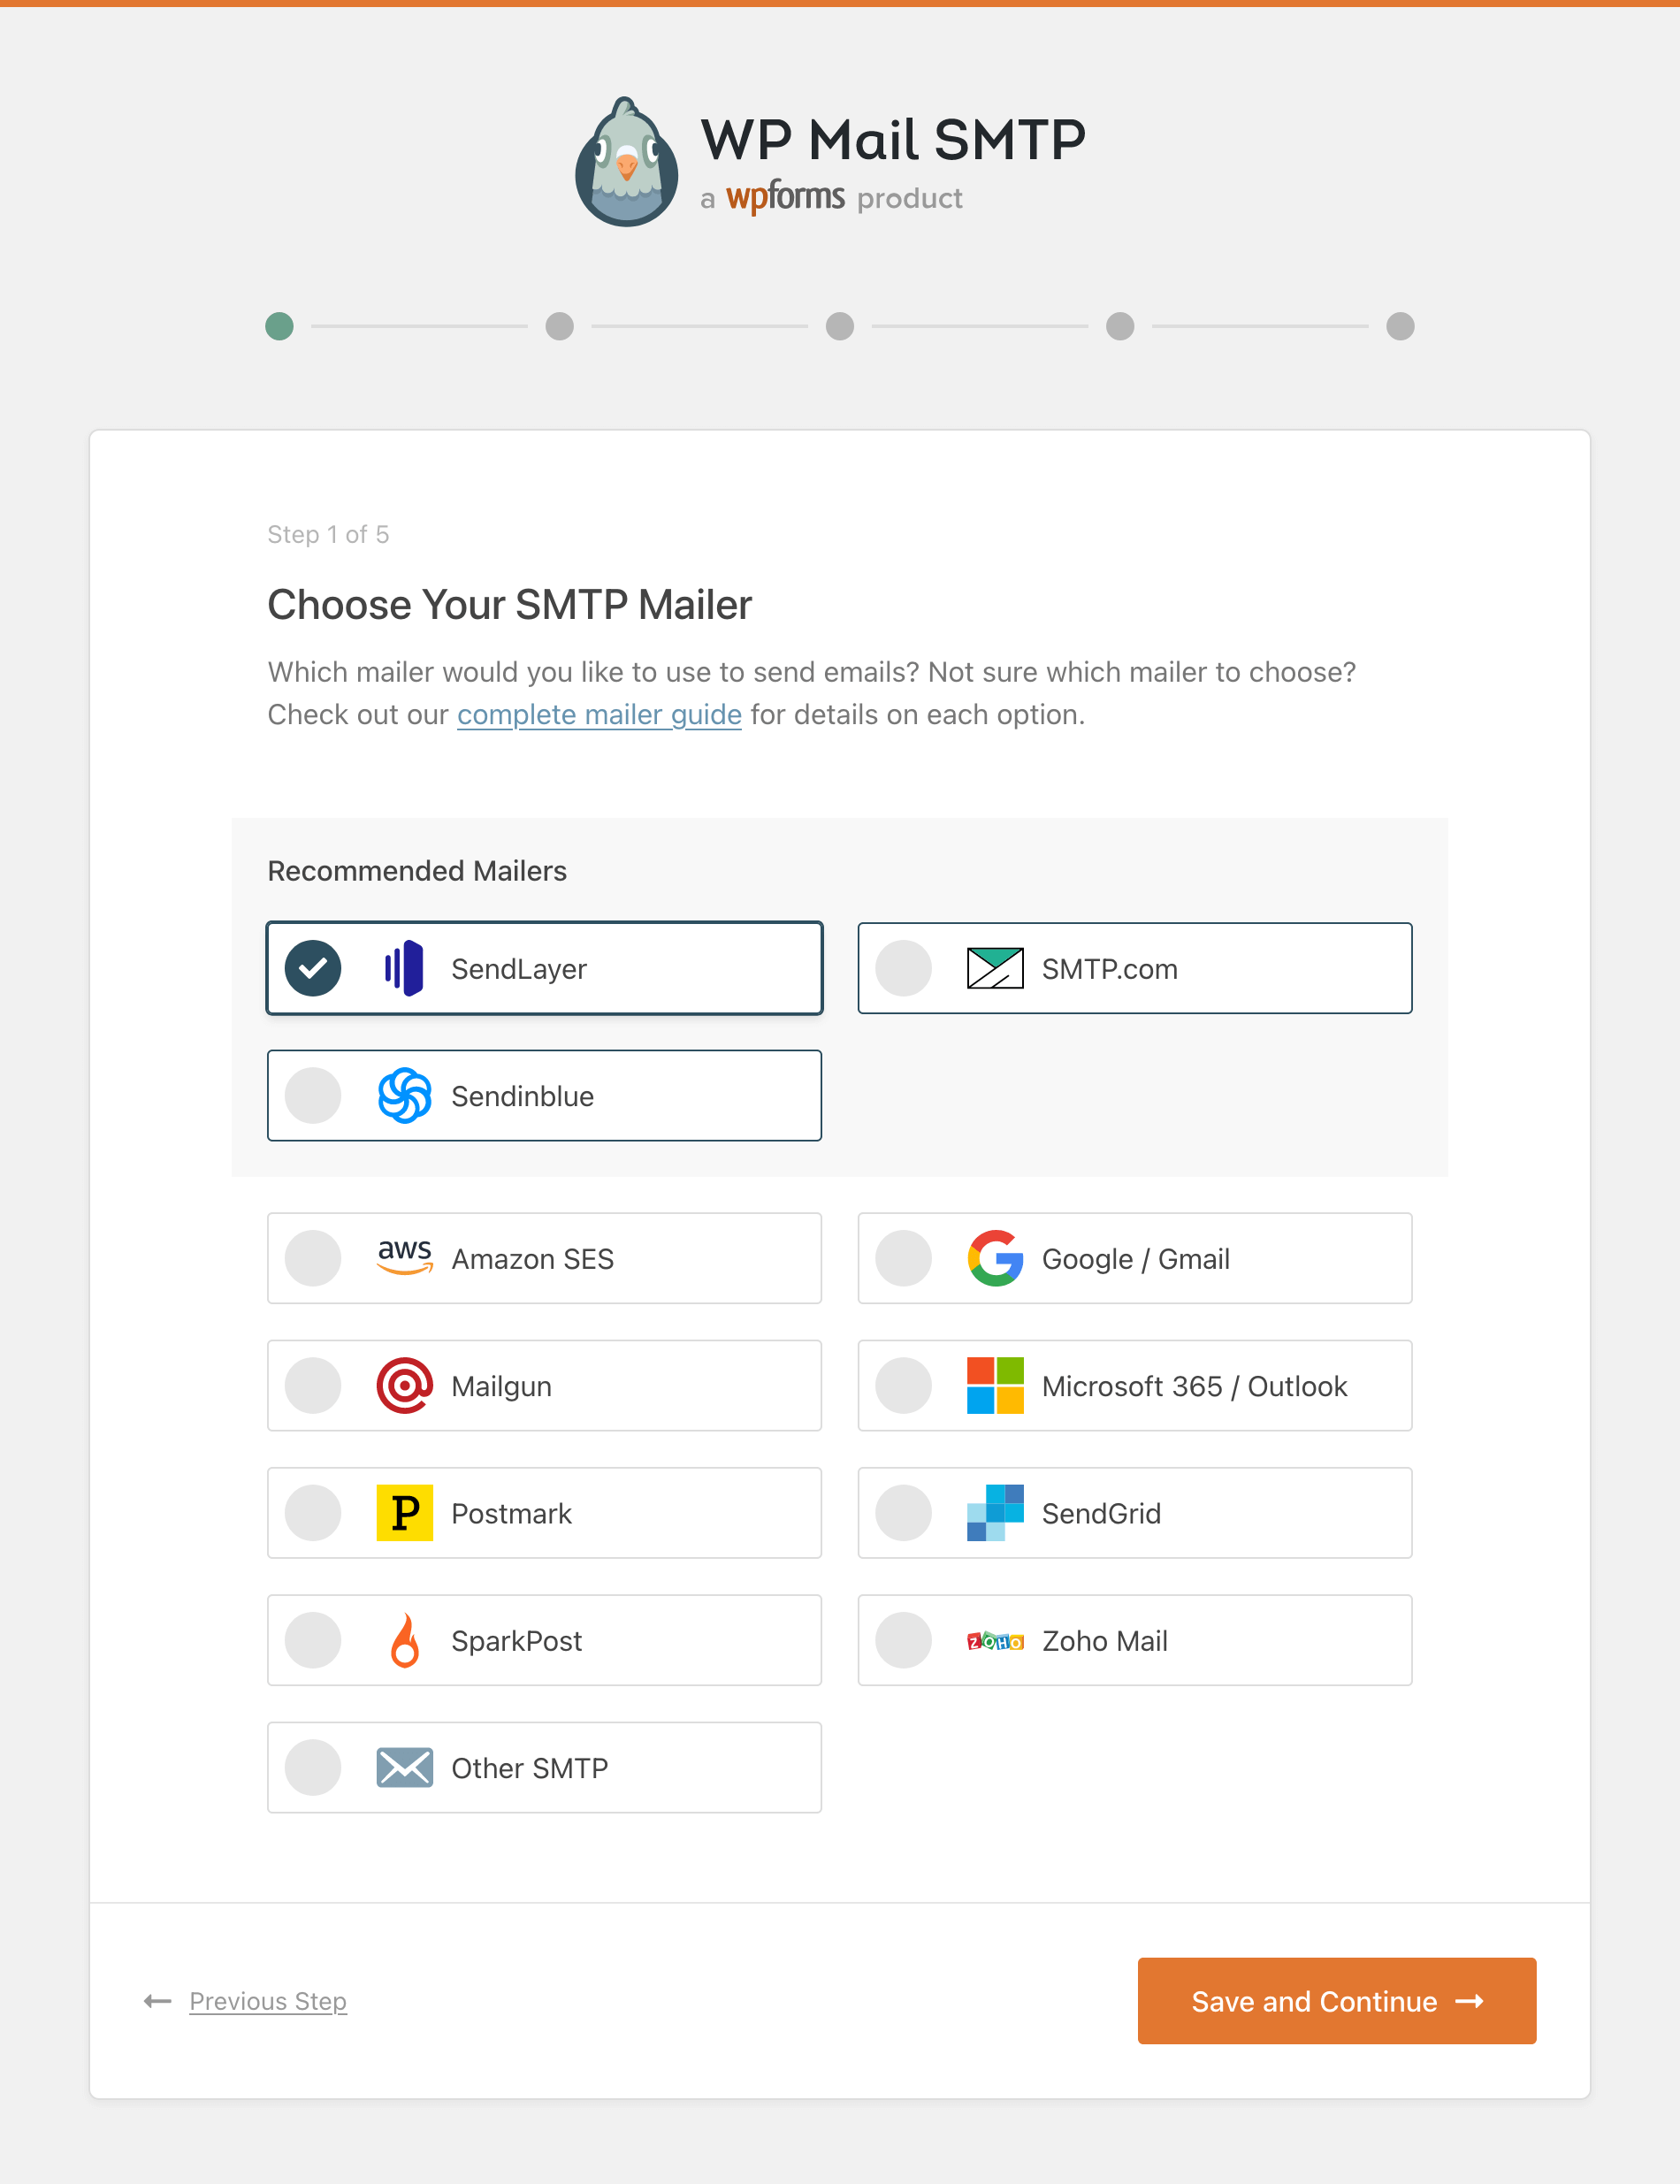 WP Mail SMTP
a wpforms product
Step 1 of 5
Choose Your SMTP Mailer
Which mailer would you like to use to send emails? Not sure which mailer to choose?
Check out our complete mailer guide for details on each option.
Recommended Mailers
SendLayer
SMTP.com
Sendinblue
aws Amazon SES
Google / Gmail
Mailgun
Microsoft 365 / Outlook
P Postmark
SendGrid
SparkPost
ZOHO Zoho Mail
Other SMTP
Previous Step
Save and Continue